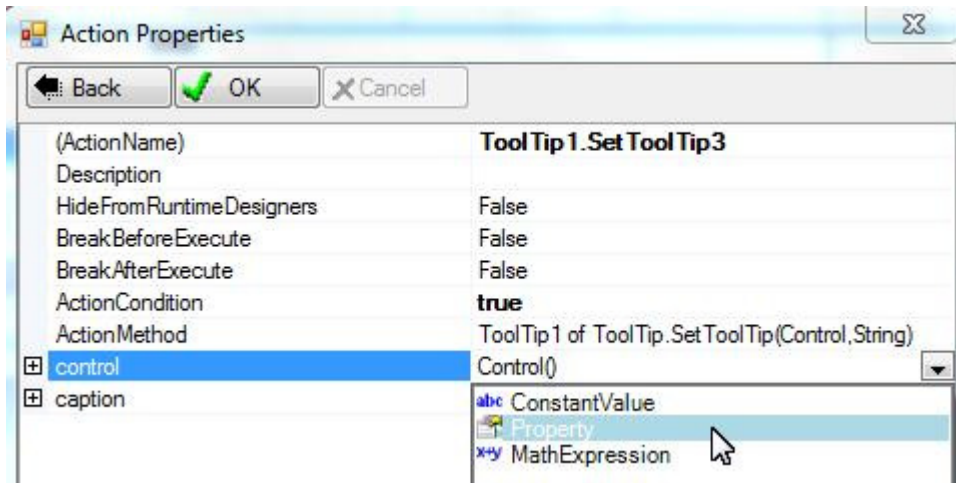 Action Properties
Back OK Cancel
(ActionName) ToolTip1.SetToolTip3
Description
HideFromRuntimeDesigners False
BreakBeforeExecute False
BreakAfterExecute False
ActionCondition true
ActionMethod ToolTip1 of ToolTip.SetToolTip(Control,String)
control Control()
caption
abc ConstantValue
Property
x+y MathExpression